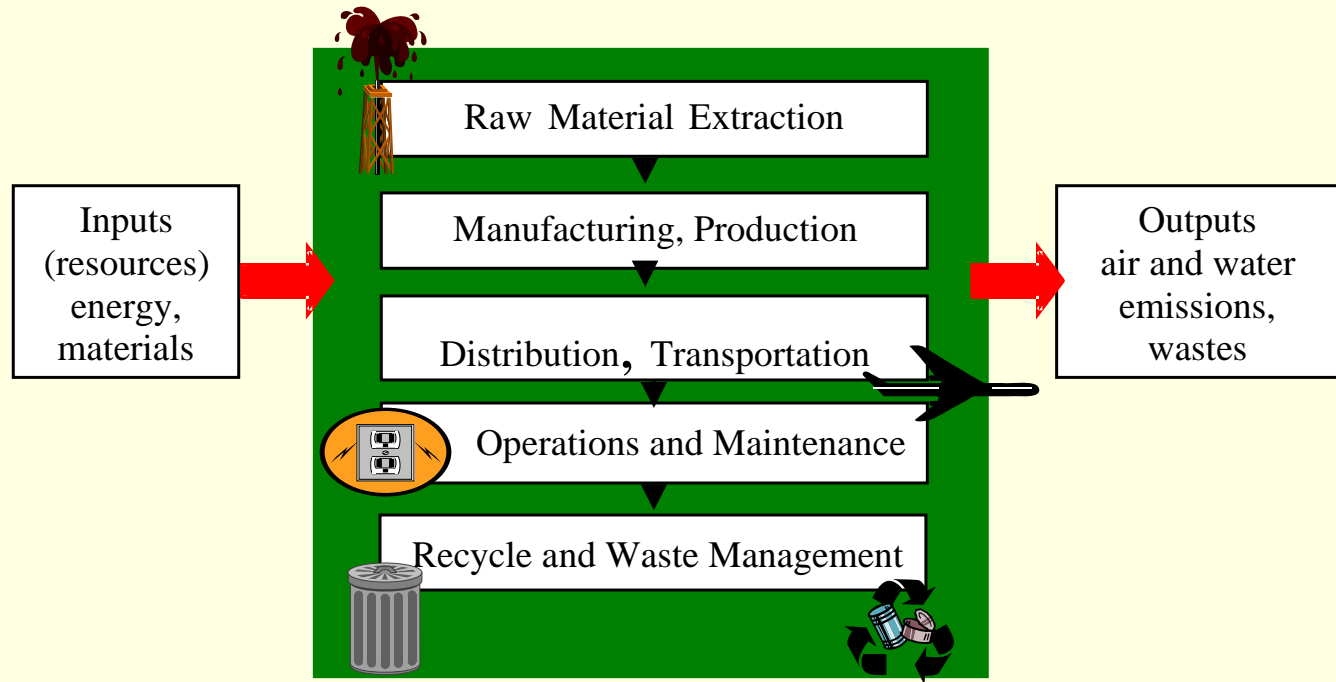 Raw Material Extraction
Inputs
(resources)
energy,
materials
Manufacturing, Production
Distribution, Transportation
Operations and Maintenance
Recycle and Waste Management
Outputs
air and water
emissions,
wastes